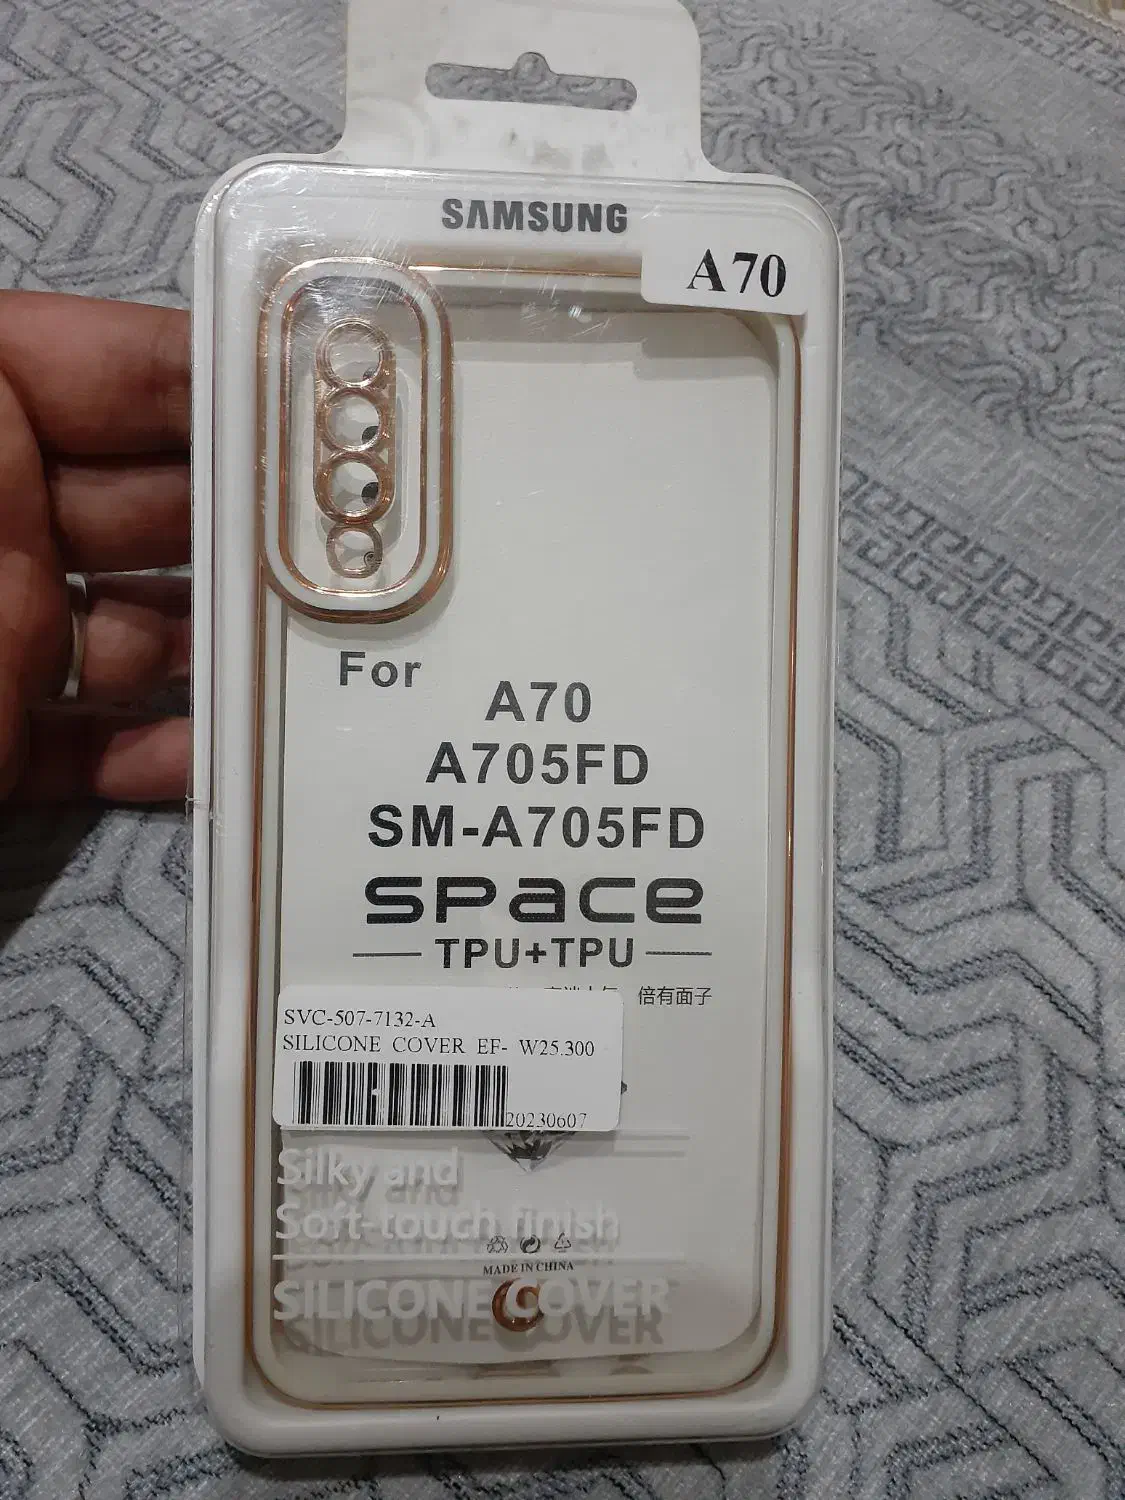 SAMSUNG
A70
For
A70
A705FD
SM-A705FD
SPACE
TPU+TPU
倍有面子
SVC-507-7132-A
SILICONE COVER EF- W25.300
20230607
Silky and
Soft-touch finish
MADE IN CHINA
SILICONE COVER